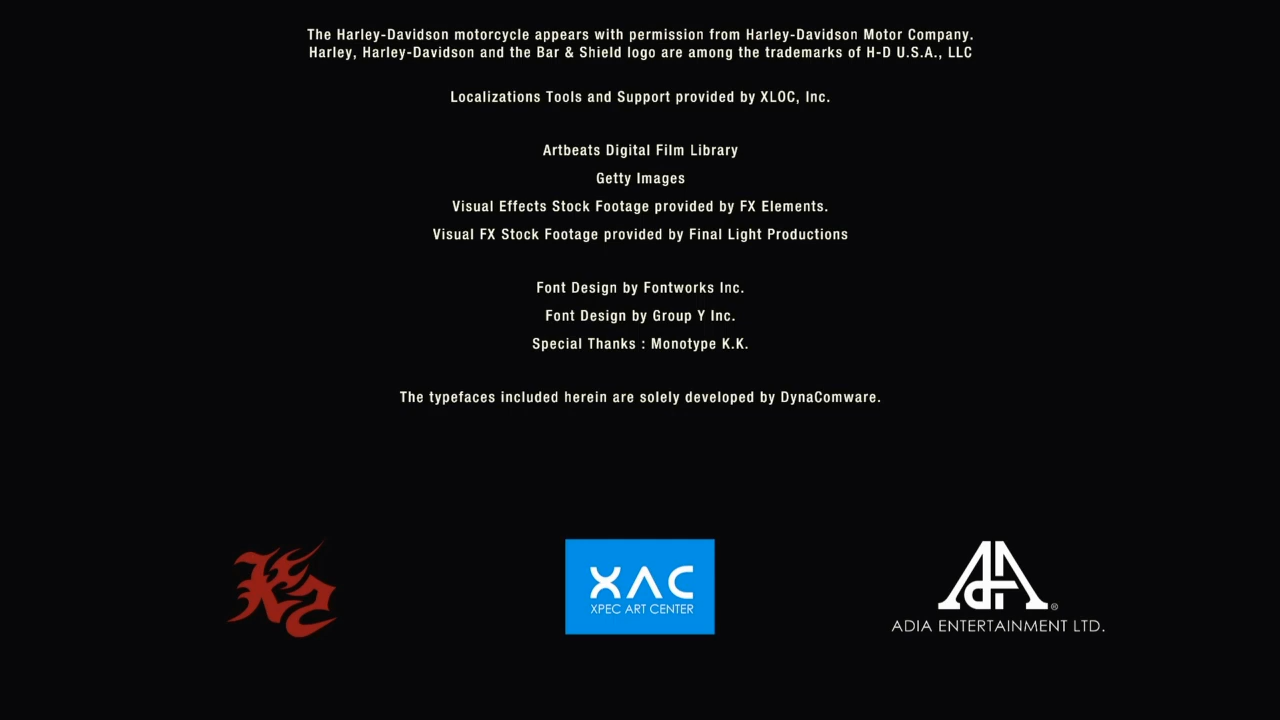 The Harley-Davidson motorcycle appears with permission from Harley-Davidson Motor Company.
Harley, Harley-Davidson and the Bar & Shield logo are among the trademarks of H-D U.S.A., LLC
Localizations Tools and Support provided by XLOC, Inc.
Artbeats Digital Film Library
Getty Images
Visual Effects Stock Footage provided by FX Elements.
Visual FX Stock Footage provided by Final Light Productions
Font Design by Fontworks Inc.
Font Design by Group Y Inc.
Special Thanks : Monotype K.K.
The typefaces included herein are solely developed by DynaComware.
XAC
XPEC ART CENTER
ADIA ENTERTAINMENT LTD.